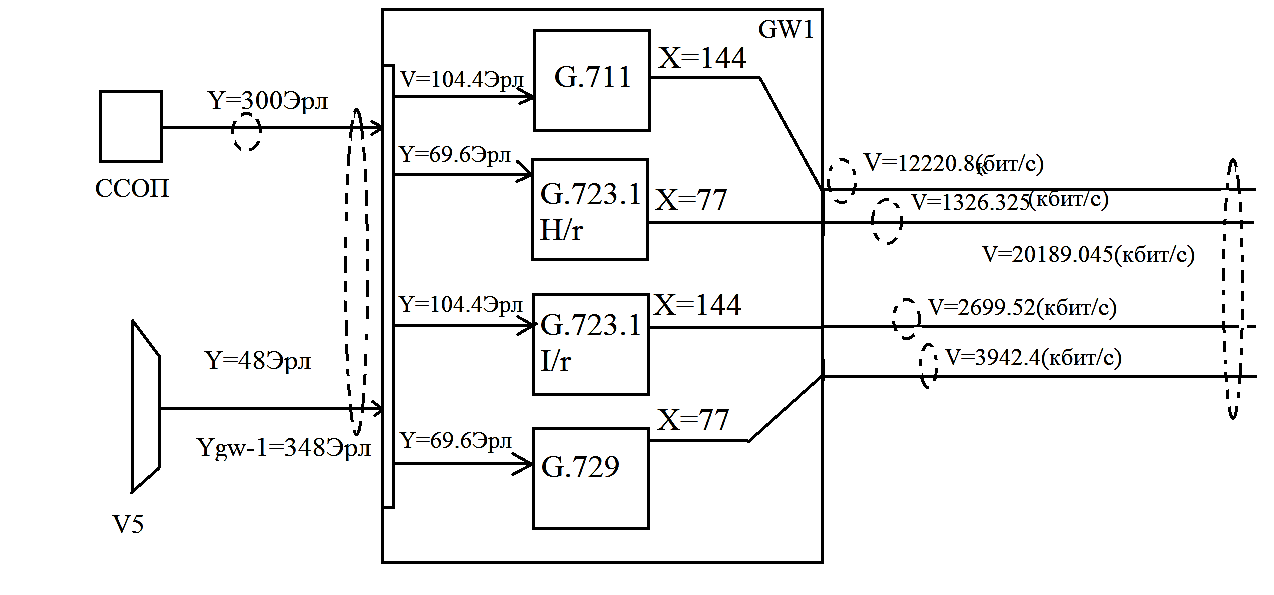 GW1
V=104.4Эрл
G.711
X=144
Y=300Эрл
ССОП
Y=69.6Эрл
G.723.1
H/r
X=77
V=12220.8(кбит/с)
V=1326.325(кбит/с)
V=20189.045(кбит/с)
Y=104.4Эрл
G.723.1
I/r
X=144
V=2699.52(кбит/с)
V=3942.4(кбит/с)
Y=48Эрл
Ygw-1=348Эрл
V5
Y=69.6Эрл
G.729
X=77